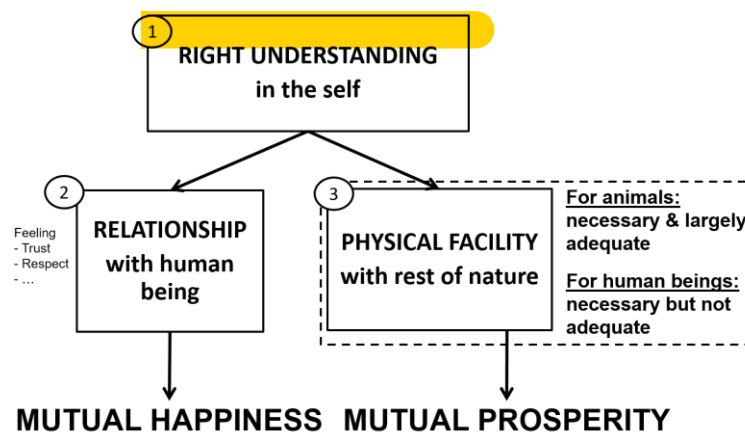 1
RIGHT UNDERSTANDING
in the self
2
RELATIONSHIP
with human
being
Feeling
- Trust
- Respect
- ...
3
PHYSICAL FACILITY
with rest of nature
For animals:
necessary & largely
adequate
For human beings:
necessary but not
adequate
MUTUAL HAPPINESS
MUTUAL PROSPERITY